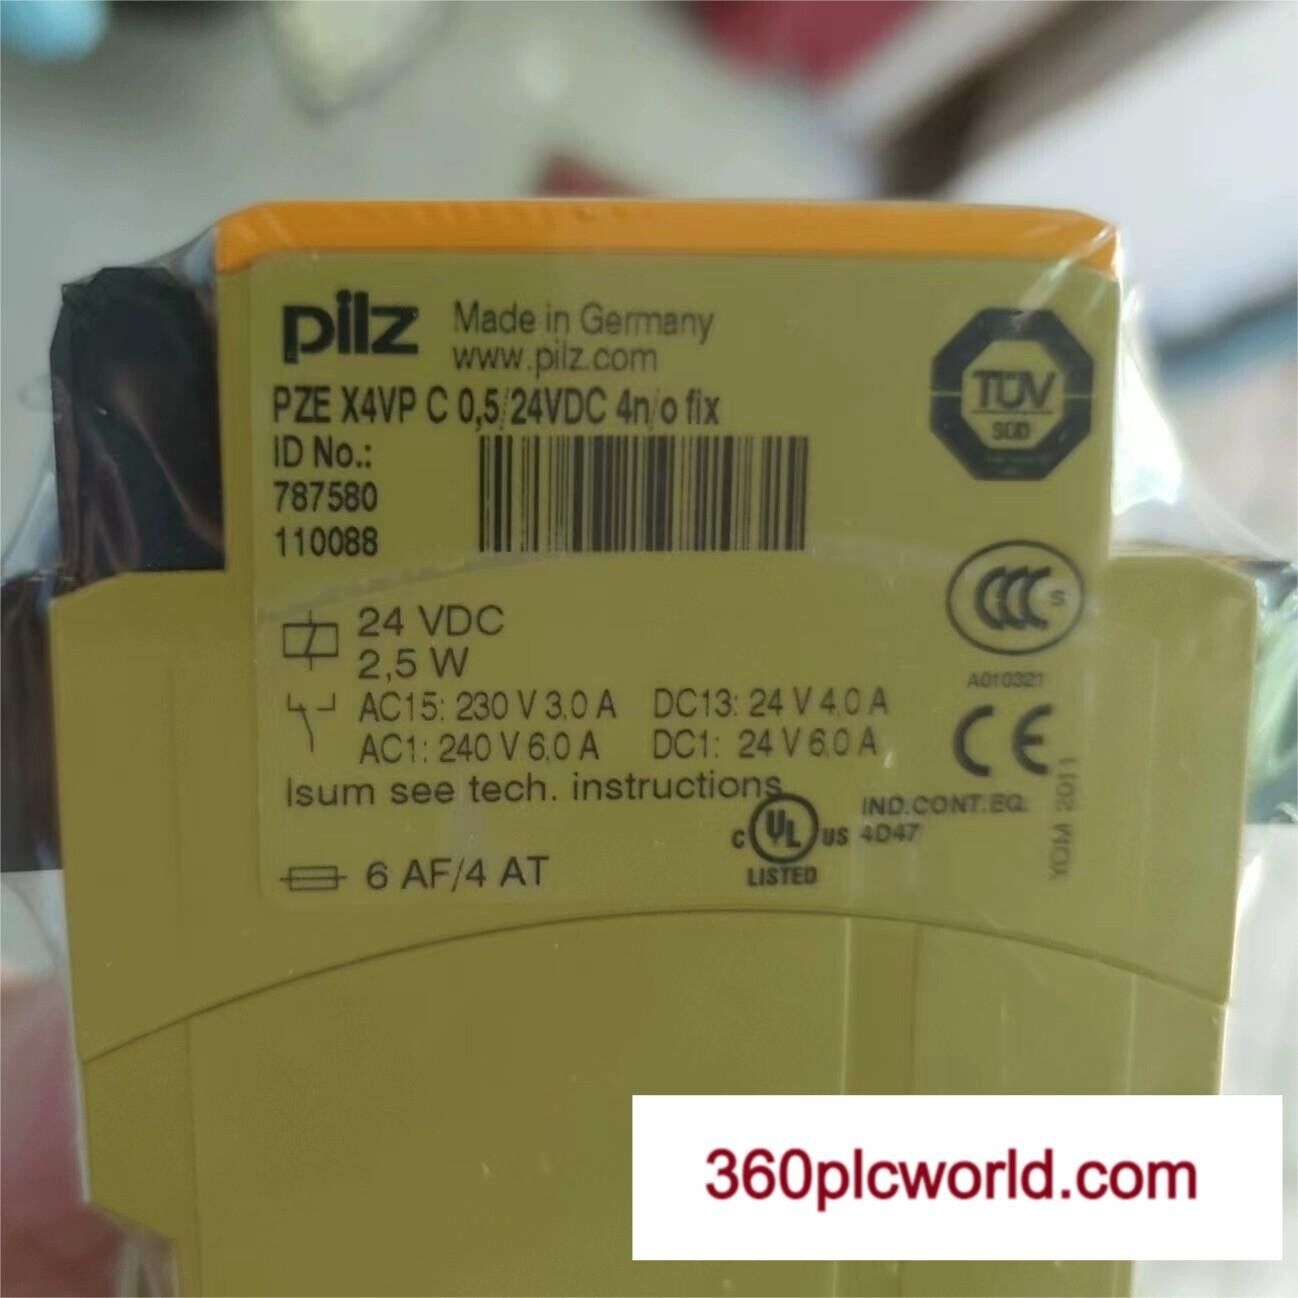 pilz
Made in Germany
www.pilz.com
PZE X4VP C 0,5/24VDC 4n/o fix
ID No.:
787580
110088
TÜV
SÜD
CCC S
A010321
24 VDC
2,5 W
AC15: 230 V 3.0 A DC13: 24 V 4.0 A
AC1: 240 V 6.0 A DC1: 24 V 6.0 A
Isum see tech. instructions
CE
YOM 2011
6 AF/4 AT
C UL US
LISTED
IND.CONT.EQ.
4D47
360plcworld.com